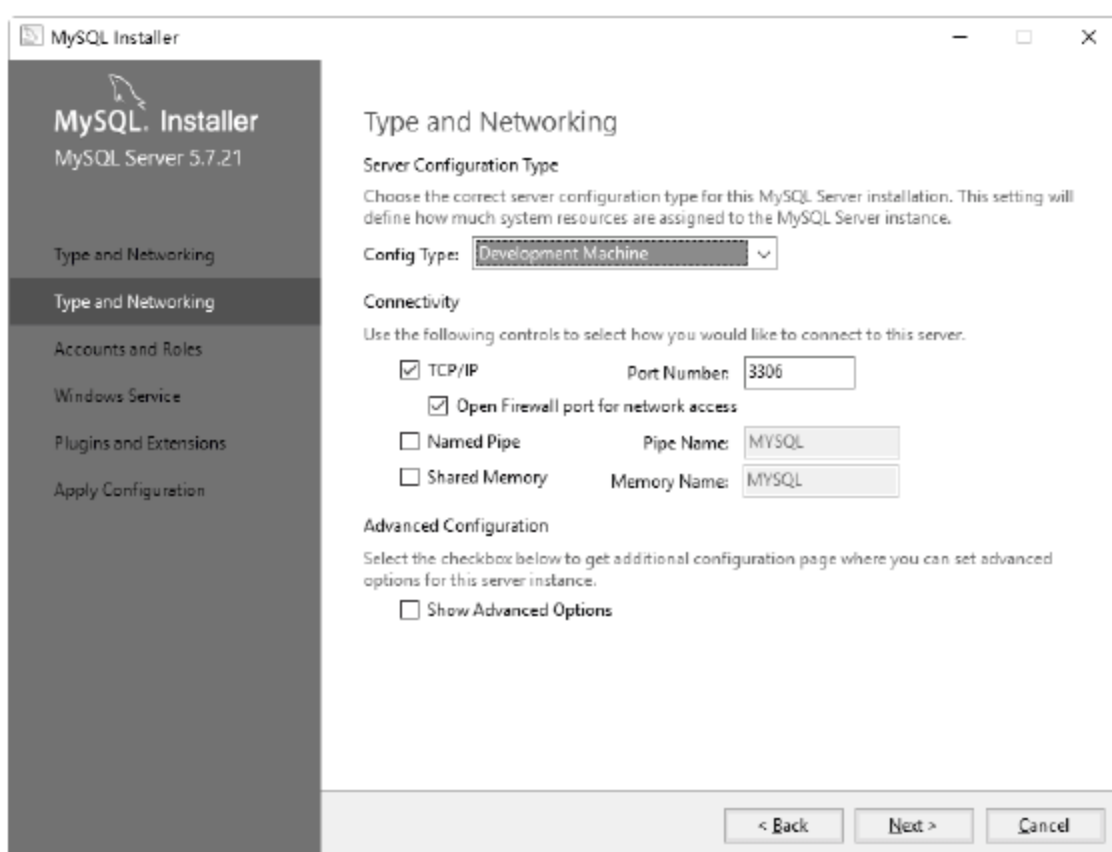 MySQL Installer
MySQL. Installer
MySQL Server 5.7.21
Type and Networking
Type and Networking
Accounts and Roles
Windows Service
Plugins and Extensions
Apply Configuration
Type and Networking
Server Configuration Type
Choose the correct server configuration type for this MySQL Server installation. This setting will
define how much system resources are assigned to the MySQL Server instance.
Config Type: Development Machine
Connectivity
Use the following controls to select how you would like to connect to this server.
TCP/IP Port Number: 3306
Open Firewall port for network access
Named Pipe Pipe Name: MYSQL
Shared Memory Memory Name: MYSQL
Advanced Configuration
Select the checkbox below to get additional configuration page where you can set advanced
options for this server instance.
Show Advanced Options
< Back Next > Cancel